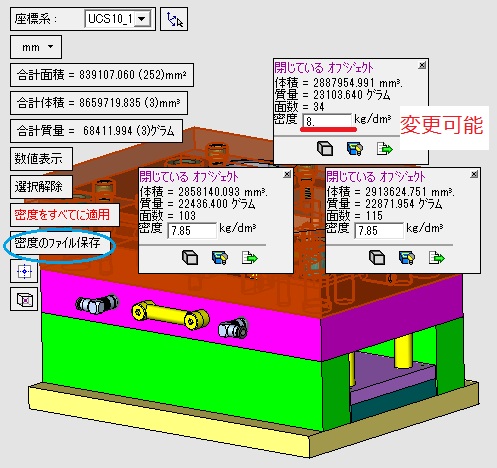 座標系 : UCS10_1
mm
合計面積 = 839107.060 (252)mm²
合計体積 = 8659719.835 (3)mm³
合計質量 = 68411.994 (3)グラム
数値表示
選択解除
密度をすべてに適用
密度のファイル保存
閉じている オブジェクト
体積 = 2887954.991 mm³.
質量 = 23103.640 グラム
面数 = 34
密度 8. kg/dm³
変更可能
閉じている オブジェクト
体積 = 2858140.093 mm³.
質量 = 22436.400 グラム
面数 = 103
密度 7.85 kg/dm³
閉じている オブジェクト
体積 = 2913624.751 mm³.
質量 = 22871.954 グラム
面数 = 115
密度 7.85 kg/dm³